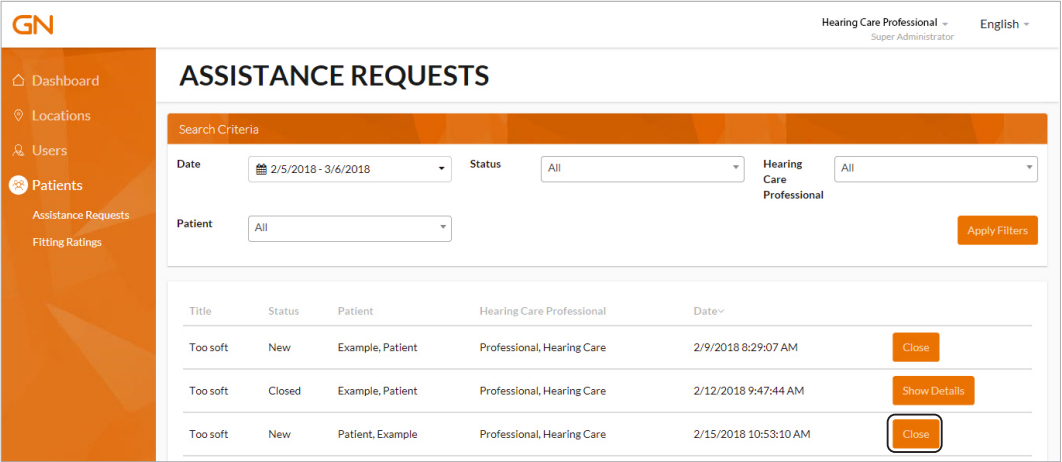 GN
Hearing Care Professional
Super Administrator
English
Dashboard
Locations
Users
Patients
Assistance Requests
Fitting Ratings
ASSISTANCE REQUESTS
Search Criteria
Date
2/5/2018 - 3/6/2018
Status
All
Hearing
Care
Professional
All
Patient
All
Apply Filters
Title Status Patient Hearing Care Professional Date
Too soft New Example, Patient Professional, Hearing Care 2/9/2018 8:29:07 AM Close
Too soft Closed Example, Patient Professional, Hearing Care 2/12/2018 9:47:44 AM Show Details
Too soft New Patient, Example Professional, Hearing Care 2/15/2018 10:53:10 AM Close